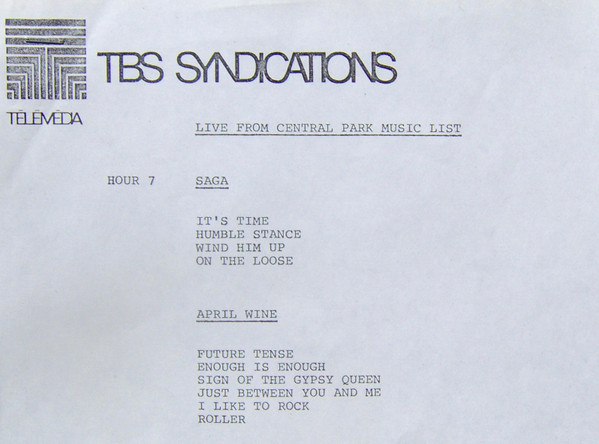 TBS SYNDICATIONS
TÉLÉMÉDIA
LIVE FROM CENTRAL PARK MUSIC LIST
HOUR 7 SAGA
IT'S TIME
HUMBLE STANCE
WIND HIM UP
ON THE LOOSE
APRIL WINE
FUTURE TENSE
ENOUGH IS ENOUGH
SIGN OF THE GYPSY QUEEN
JUST BETWEEN YOU AND ME
I LIKE TO ROCK
ROLLER